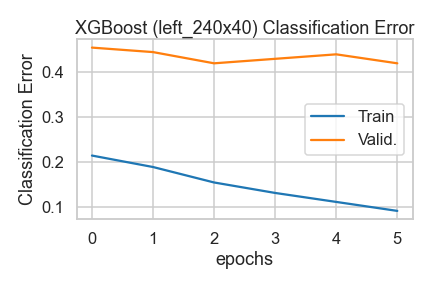 XGBoost (left_240x40) Classification Error
Classification Error
0.4
0.3
0.2
0.1
Train
Valid.
0 1 2 3 4 5
epochs